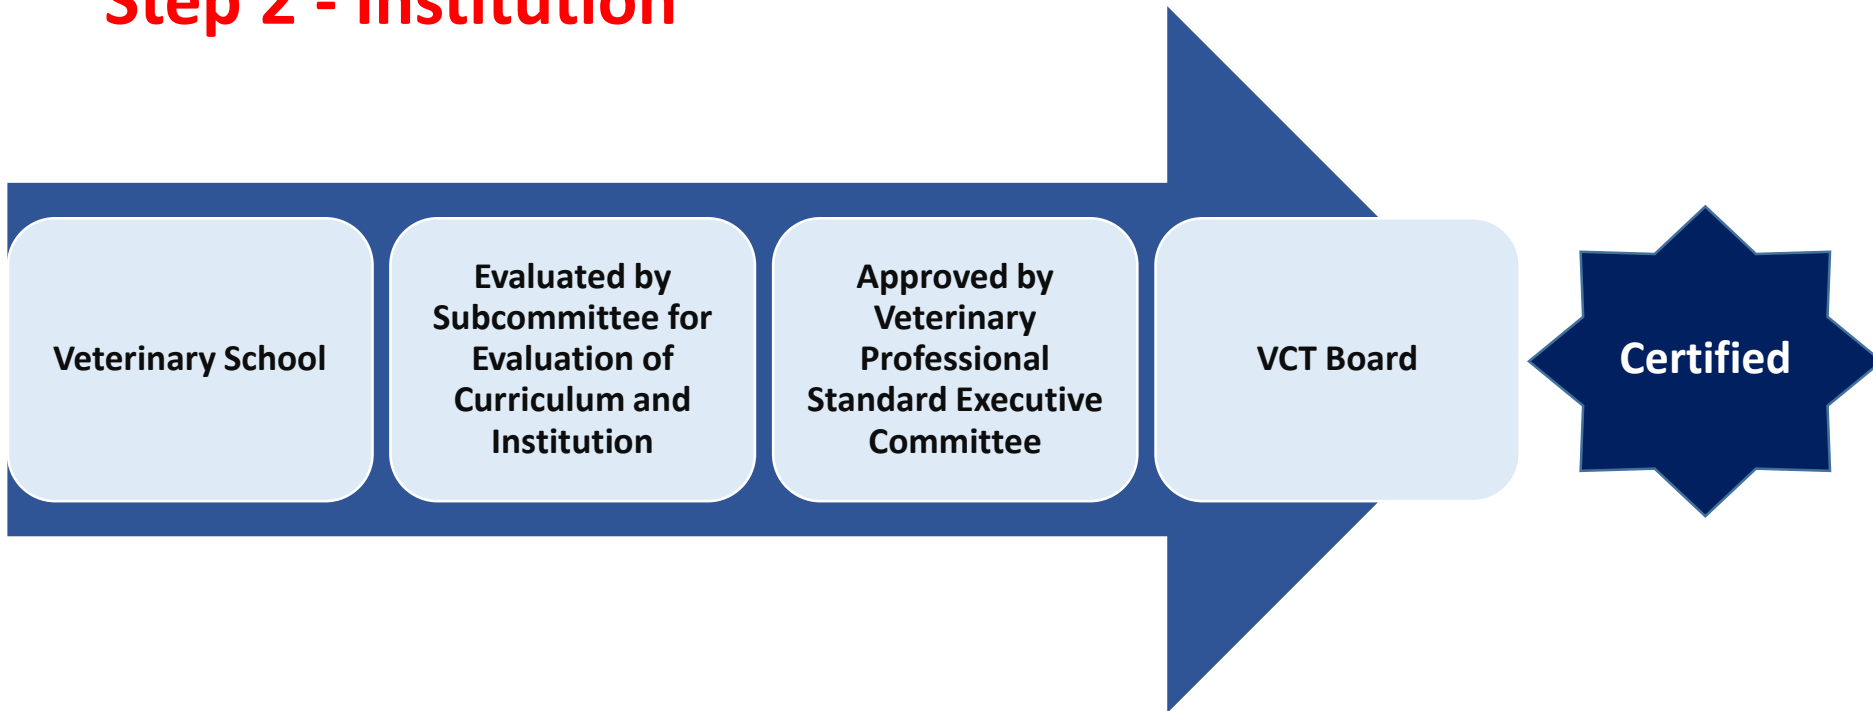 Step 2 - Institution
Veterinary School
Evaluated by
Subcommittee for
Evaluation of
Curriculum and
Institution
Approved by
Veterinary
Professional
Standard Executive
Committee
VCT Board
Certified